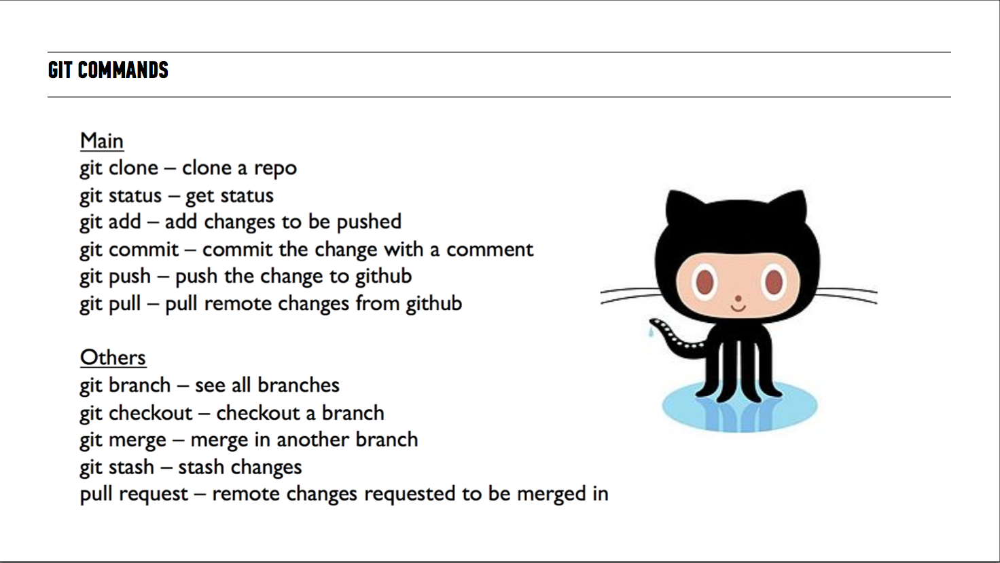 GIT COMMANDS
Main
git clone – clone a repo
git status – get status
git add – add changes to be pushed
git commit – commit the change with a comment
git push – push the change to github
git pull – pull remote changes from github
Others
git branch – see all branches
git checkout – checkout a branch
git merge – merge in another branch
git stash – stash changes
pull request – remote changes requested to be merged in